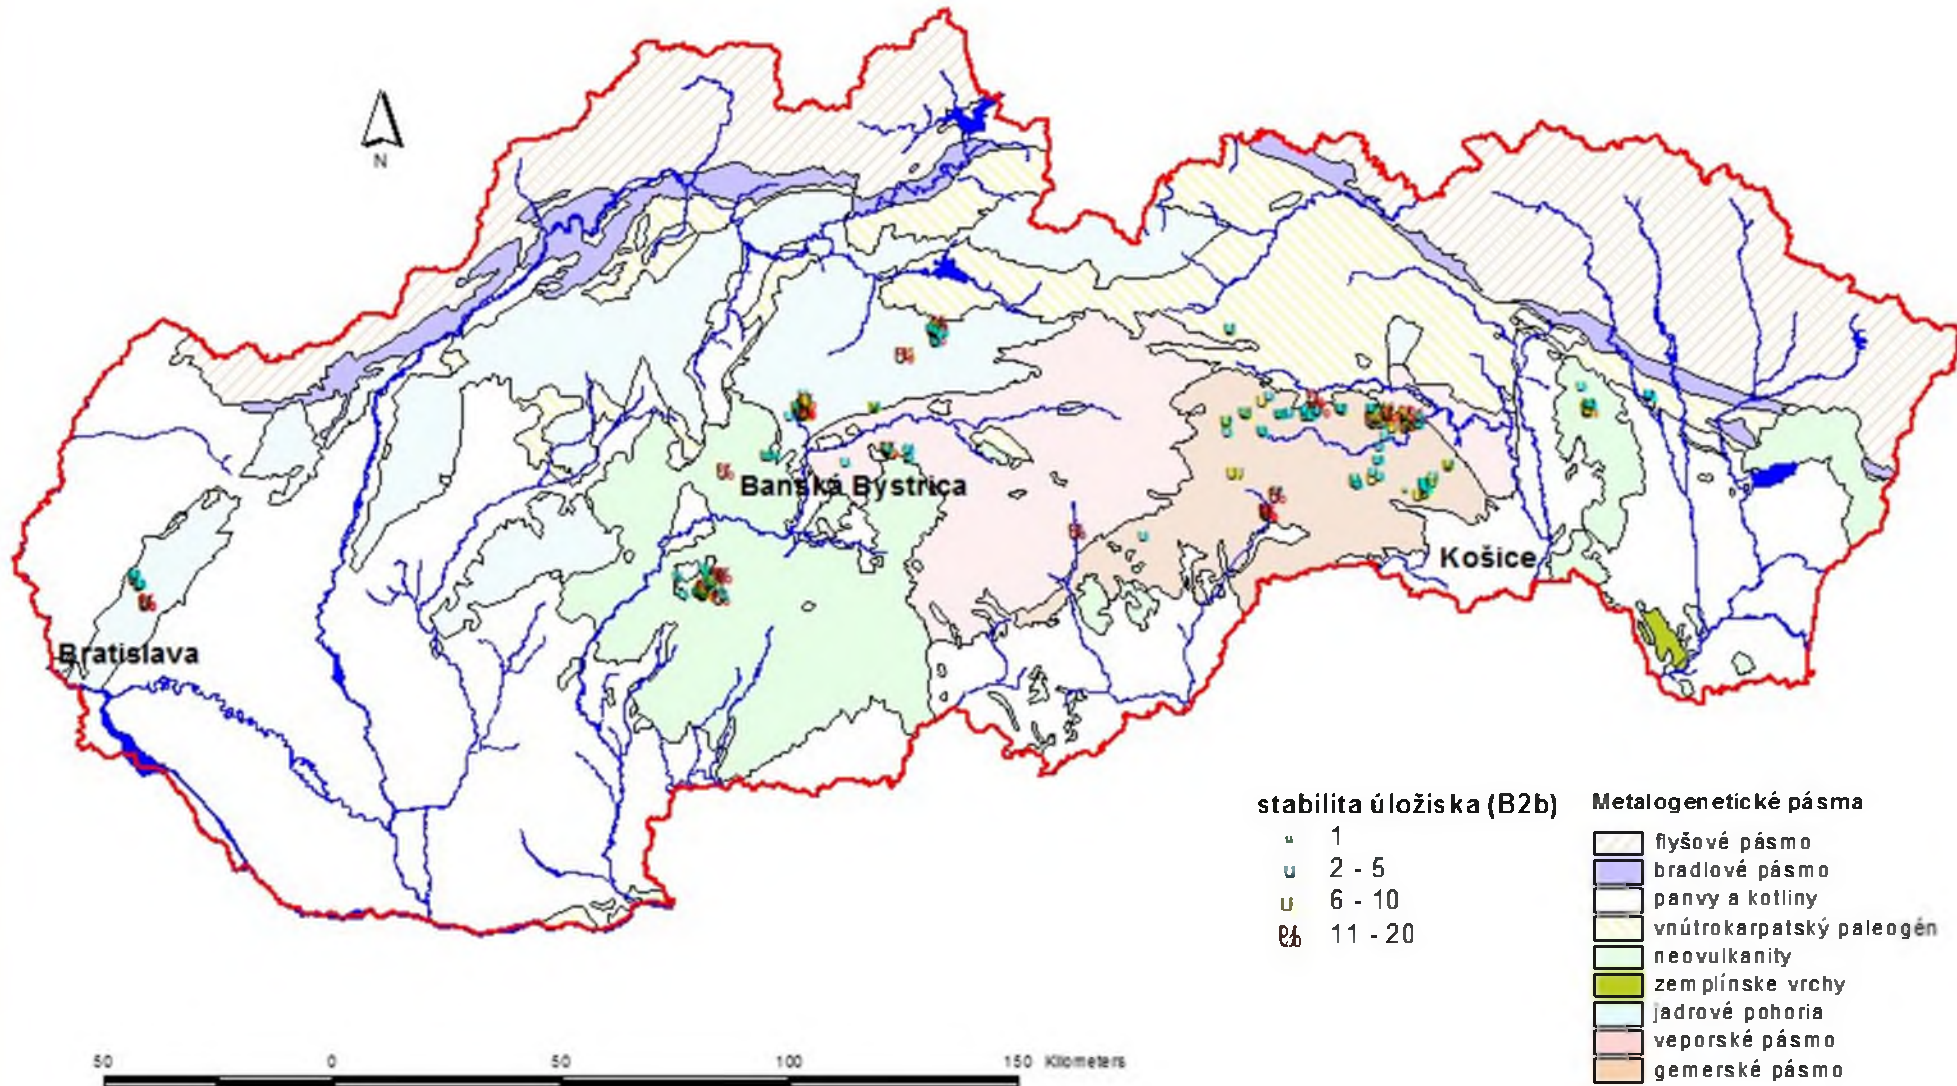 N
Banská Bystrica
Košice
Bratislava
stabilita úložiska (B2b)
1
2 - 5
6 - 10
11 - 20
Metalogenetické pásma
flyšové pásmo
bradlové pásmo
panvy a kotliny
vnútrokarpatský paleogén
neovulkanity
zemplínske vrchy
jadrové pohoria
veporské pásmo
gemerské pásmo
50 0 50 100 150 Kilometers